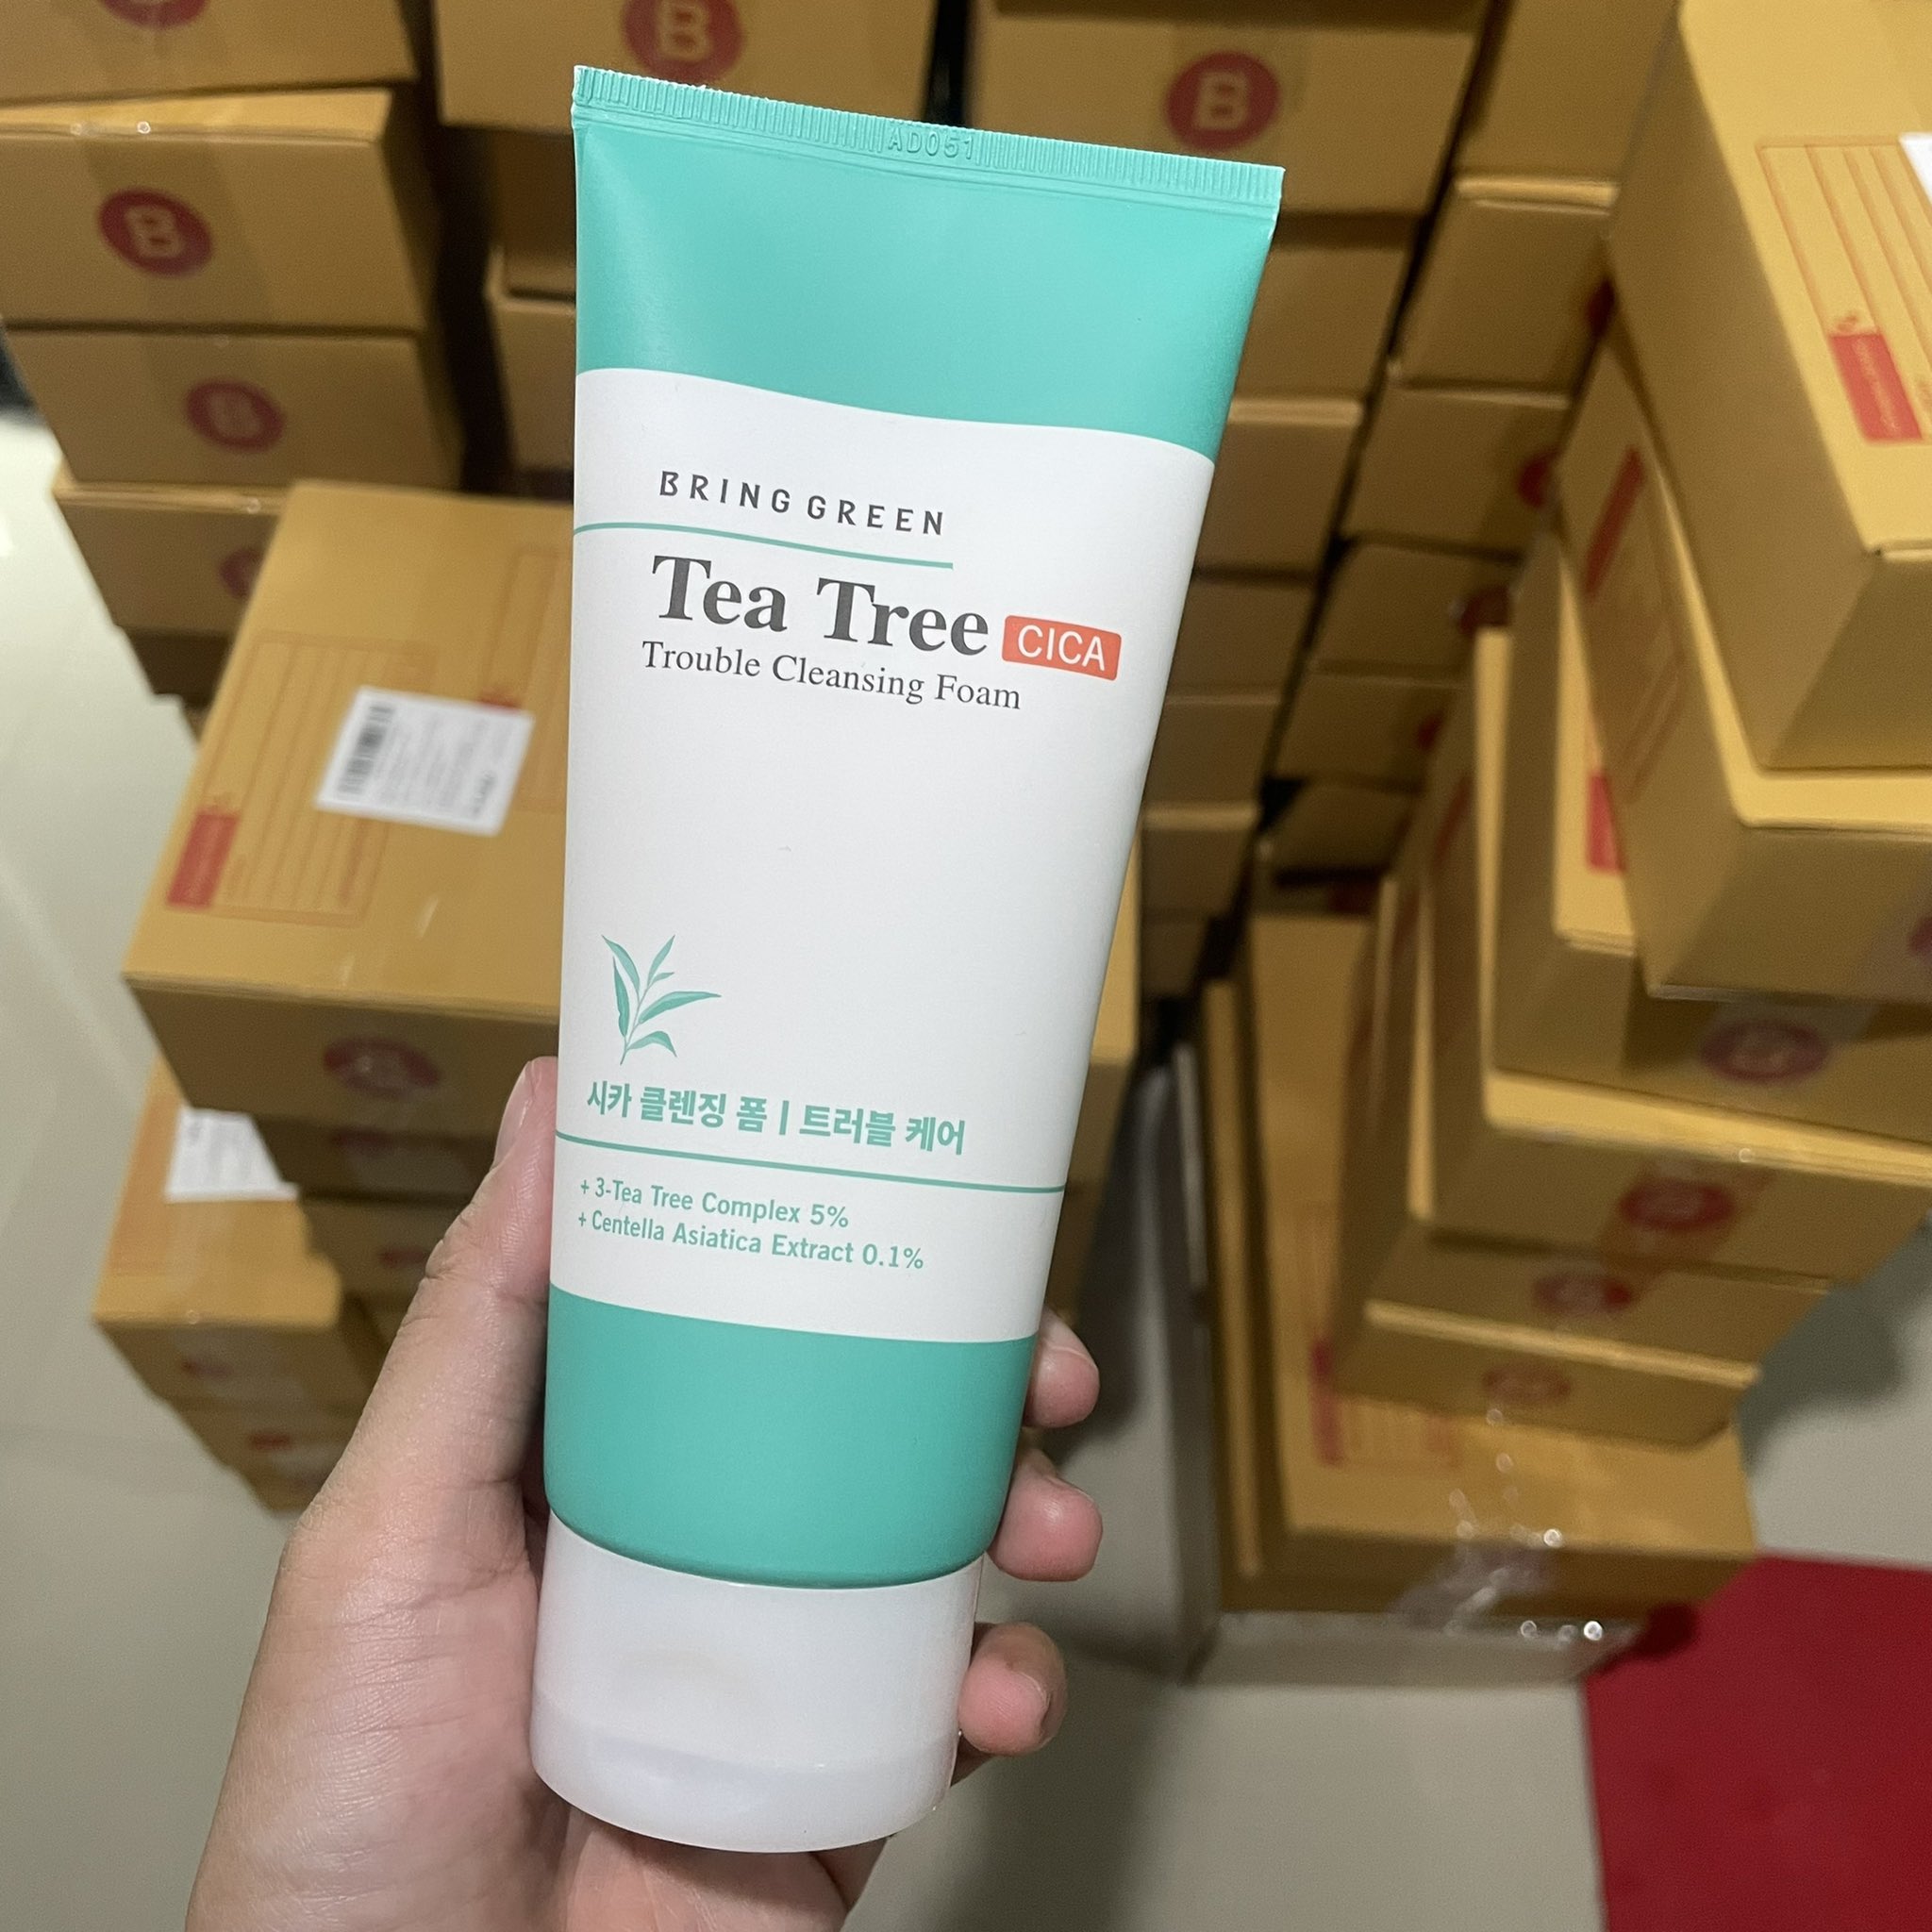 AD051
BRING GREEN
Tea Tree CICA
Trouble Cleansing Foam
시카 클렌징 폼 | 트러블 케어
+ 3-Tea Tree Complex 5%
+ Centella Asiatica Extract 0.1%
B
B
B
B